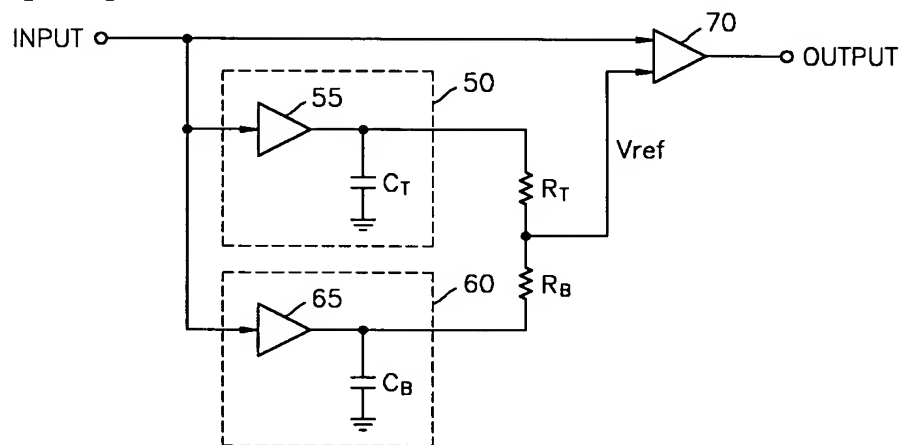 70
INPUT
OUTPUT
50
55
Vref
C_T
R_T
R_B
60
65
C_B